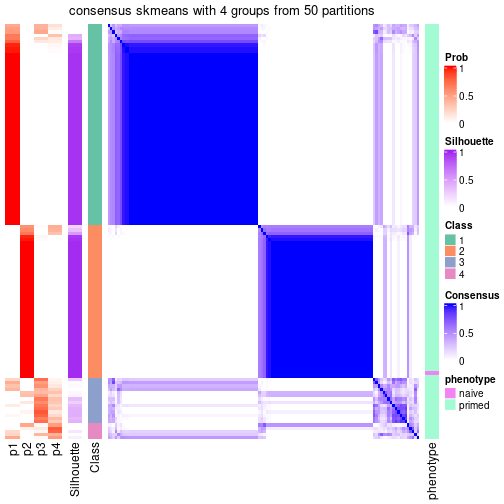 consensus skmeans with 4 groups from 50 partitions
Prob
1
0.5
0
Silhouette
1
0.5
0
Class
1
2
3
4
Consensus
1
0.5
0
phenotype
naive
primed
p1
p2
p3
p4
Silhouette
Class
phenotype